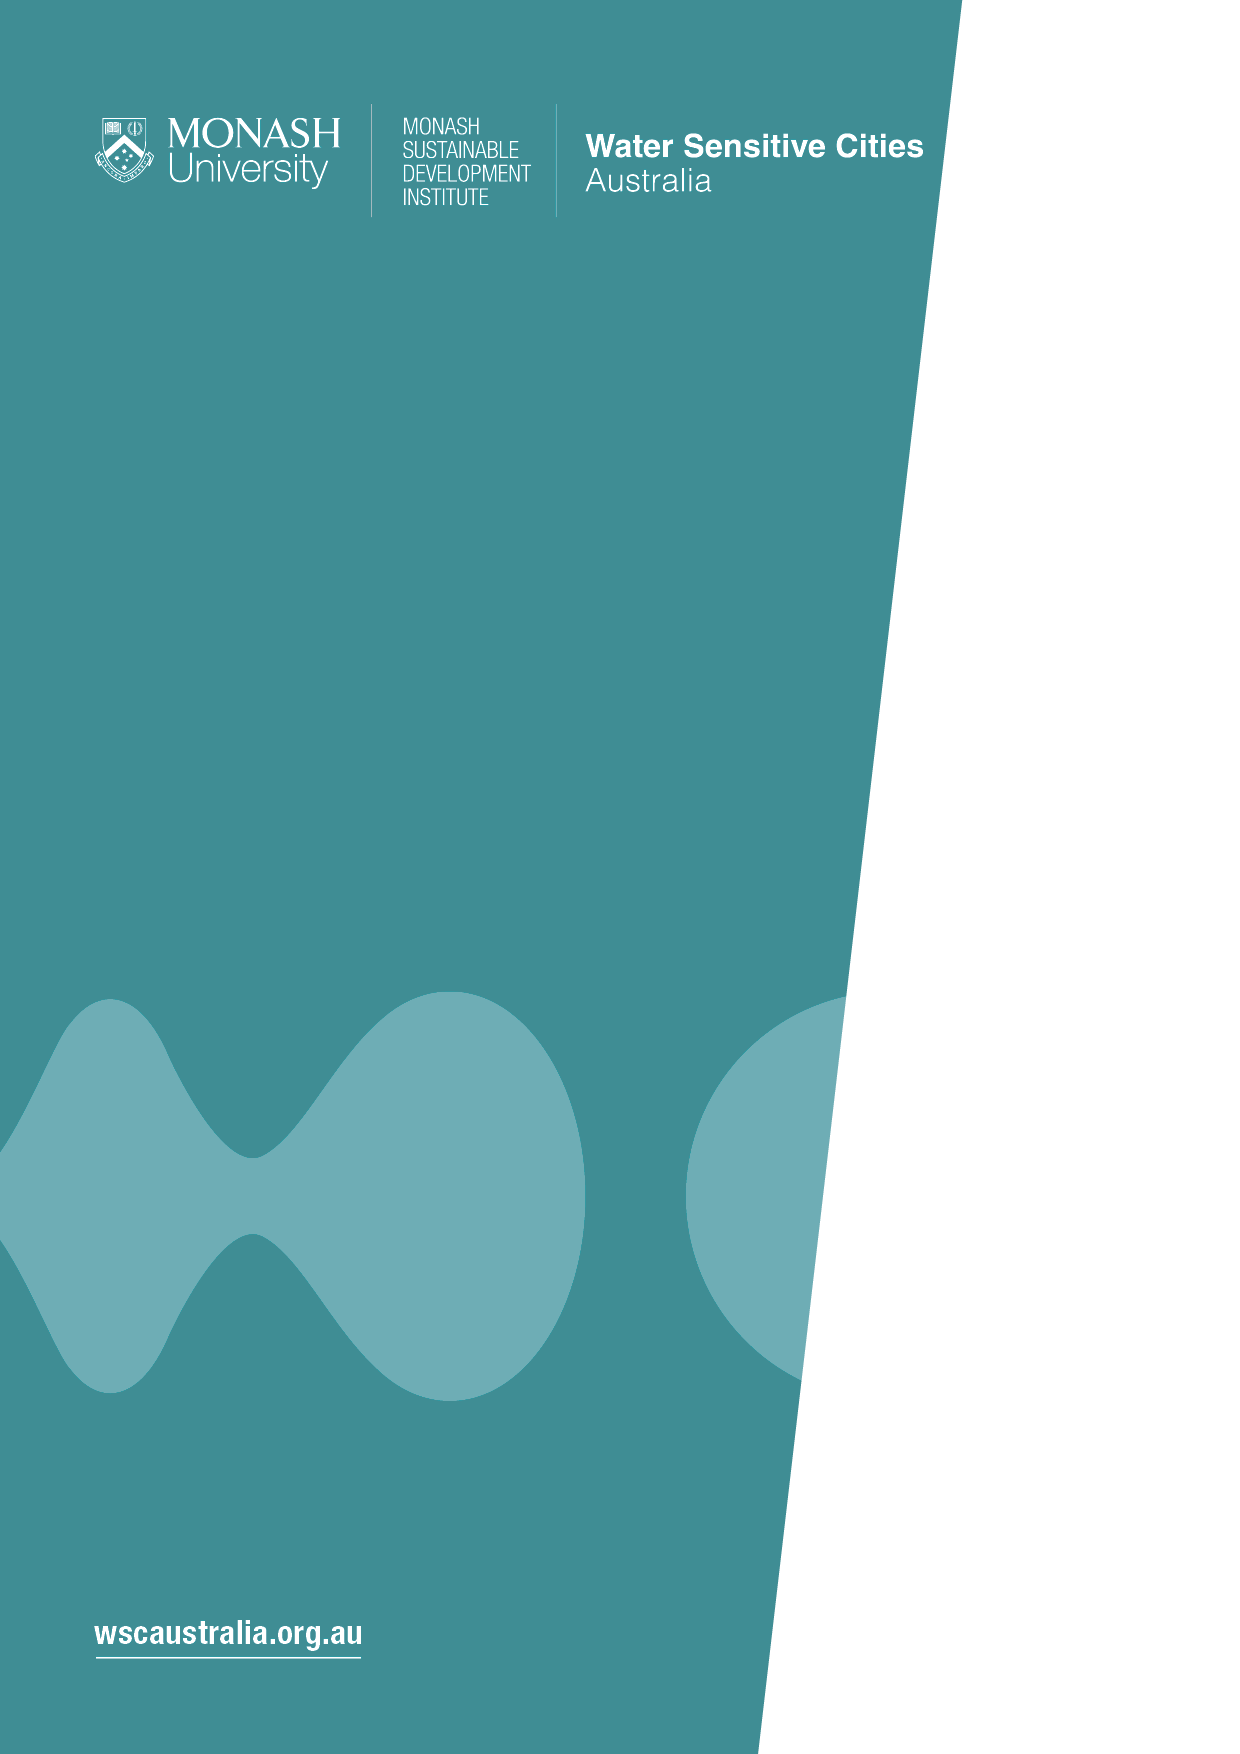 MONASH
University
MONASH
SUSTAINABLE
DEVELOPMENT
INSTITUTE
Water Sensitive Cities
Australia
wscaustralia.org.au